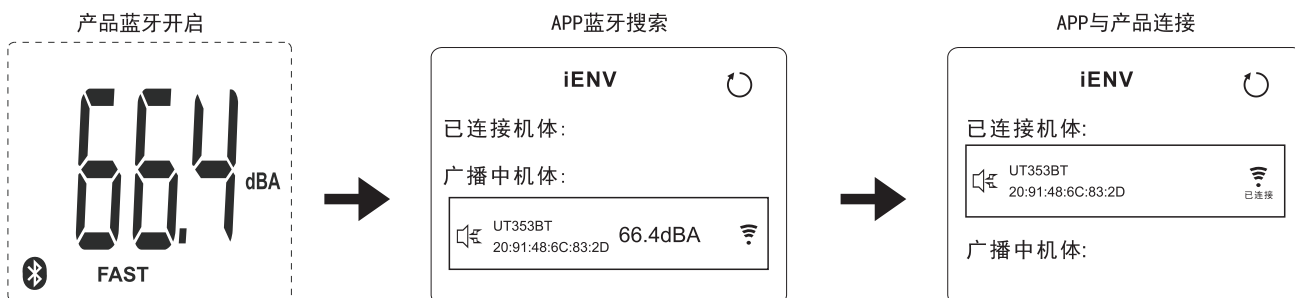 产品蓝牙开启
66.4
dBA
FAST
APP蓝牙搜索
iENV
已连接机体:
广播中机体:
UT353BT
20:91:48:6C:83:2D
66.4dBA
APP与产品连接
iENV
已连接机体:
UT353BT
20:91:48:6C:83:2D
已连接
广播中机体: